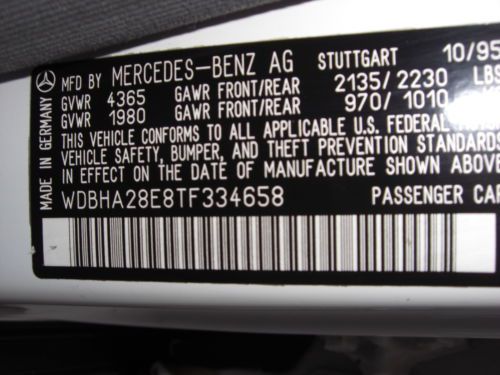 MADE IN GERMANY
MFD BY MERCEDES-BENZ AG STUTTGART 10/95
GVWR 4365 GAWR FRONT/REAR 2135/2230 LBS
GVWR 1980 GAWR FRONT/REAR 970/1010
THIS VEHICLE CONFORMS TO ALL APPLICABLE U.S. FEDERAL
VEHICLE SAFETY, BUMPER, AND THEFT PREVENTION STANDARDS
IN EFFECT ON THE DATE OF MANUFACTURE SHOWN ABOVE
WDBHA28E8TF334658 PASSENGER CAR